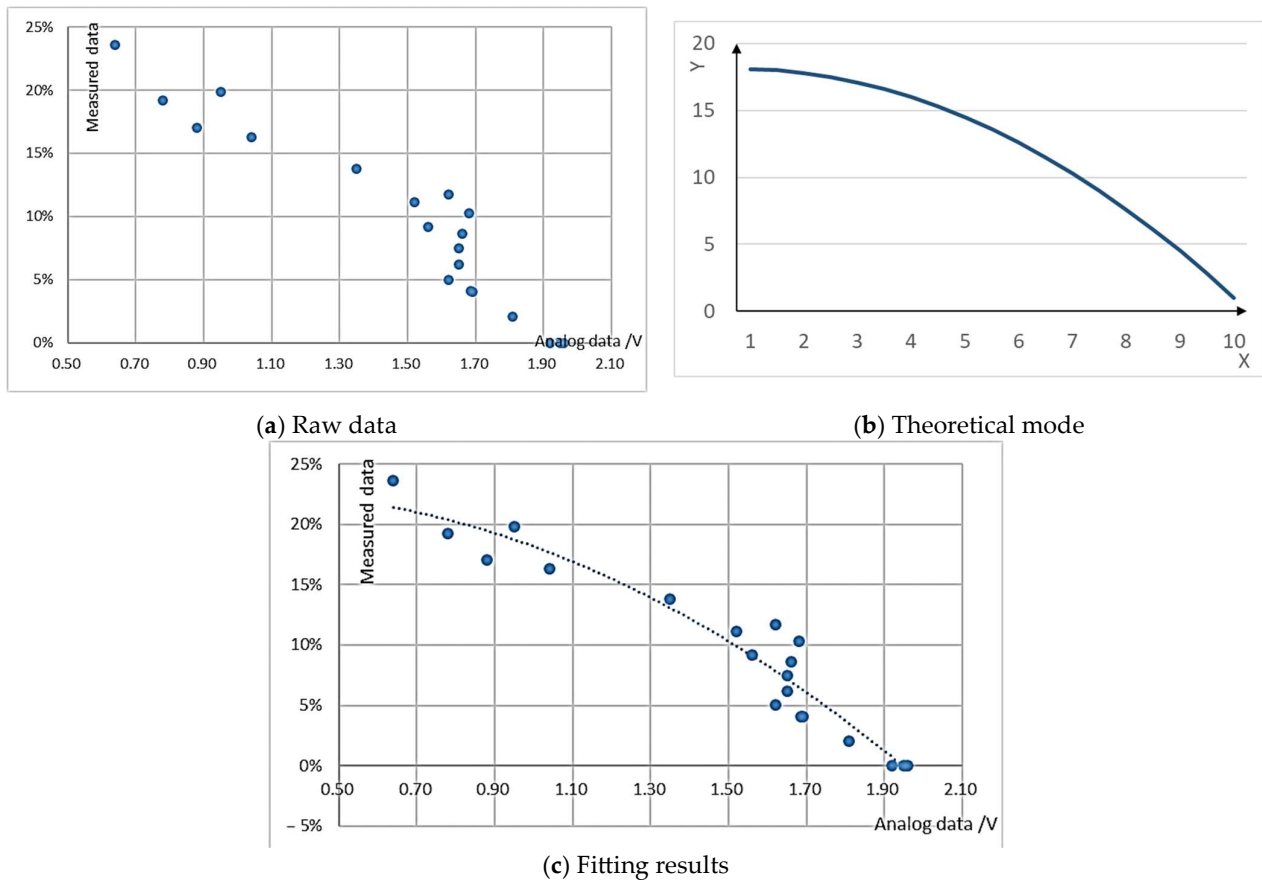 25%
20%
15%
10%
5%
0%
Measured data
Analog data /V
0.50 0.70 0.90 1.10 1.30 1.50 1.70 1.90 2.10
(a) Raw data
20
15
10
5
0
Y
1 2 3 4 5 6 7 8 9 10
X
(b) Theoretical mode
25%
20%
15%
10%
5%
0%
– 5%
Measured data
0.50 0.70 0.90 1.10 1.30 1.50 1.70 1.90 2.10
Analog data /V
(c) Fitting results